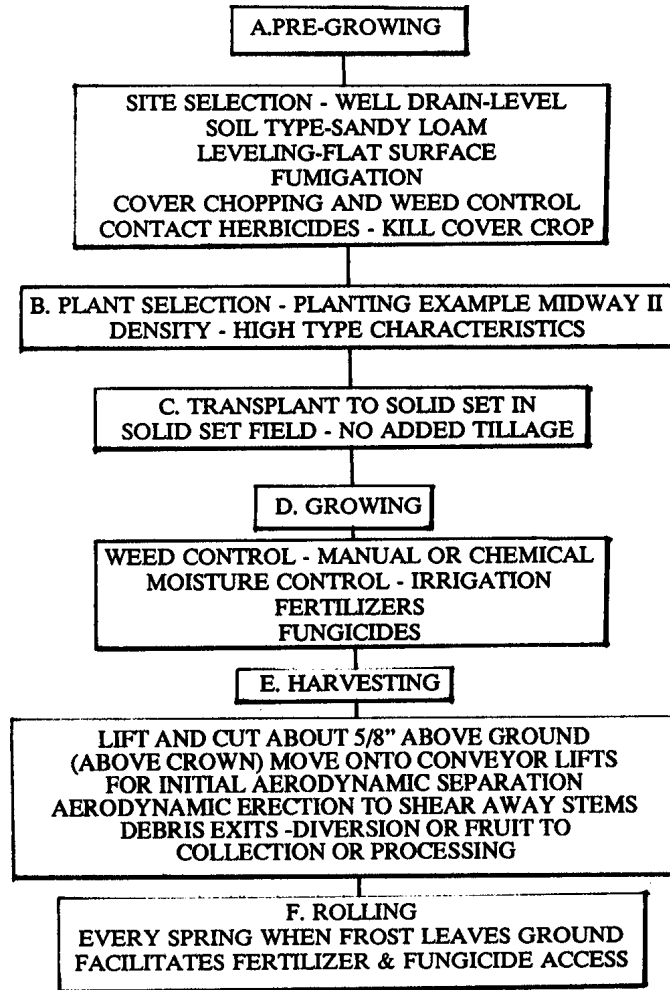 A.PRE-GROWING
SITE SELECTION - WELL DRAIN-LEVEL
SOIL TYPE-SANDY LOAM
LEVELING-FLAT SURFACE
FUMIGATION
COVER CHOPPING AND WEED CONTROL
CONTACT HERBICIDES - KILL COVER CROP
B. PLANT SELECTION - PLANTING EXAMPLE MIDWAY II
DENSITY - HIGH TYPE CHARACTERISTICS
C. TRANSPLANT TO SOLID SET IN
SOLID SET FIELD - NO ADDED TILLAGE
D. GROWING
WEED CONTROL - MANUAL OR CHEMICAL
MOISTURE CONTROL - IRRIGATION
FERTILIZERS
FUNGICIDES
E. HARVESTING
LIFT AND CUT ABOUT 5/8" ABOVE GROUND
(ABOVE CROWN) MOVE ONTO CONVEYOR LIFTS
FOR INITIAL AERODYNAMIC SEPARATION
AERODYNAMIC ERECTION TO SHEAR AWAY STEMS
DEBRIS EXITS -DIVERSION OR FRUIT TO
COLLECTION OR PROCESSING
F. ROLLING
EVERY SPRING WHEN FROST LEAVES GROUND
FACILITATES FERTILIZER & FUNGICIDE ACCESS